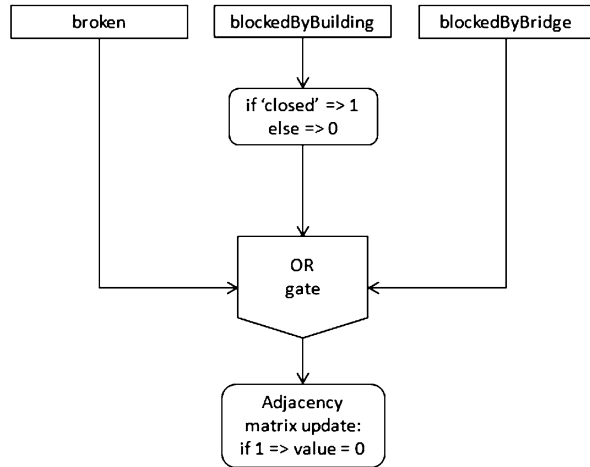 broken
blockedByBuilding
blockedByBridge
if ‘closed’ => 1
else => 0
OR
gate
Adjacency
matrix update:
if 1 => value = 0